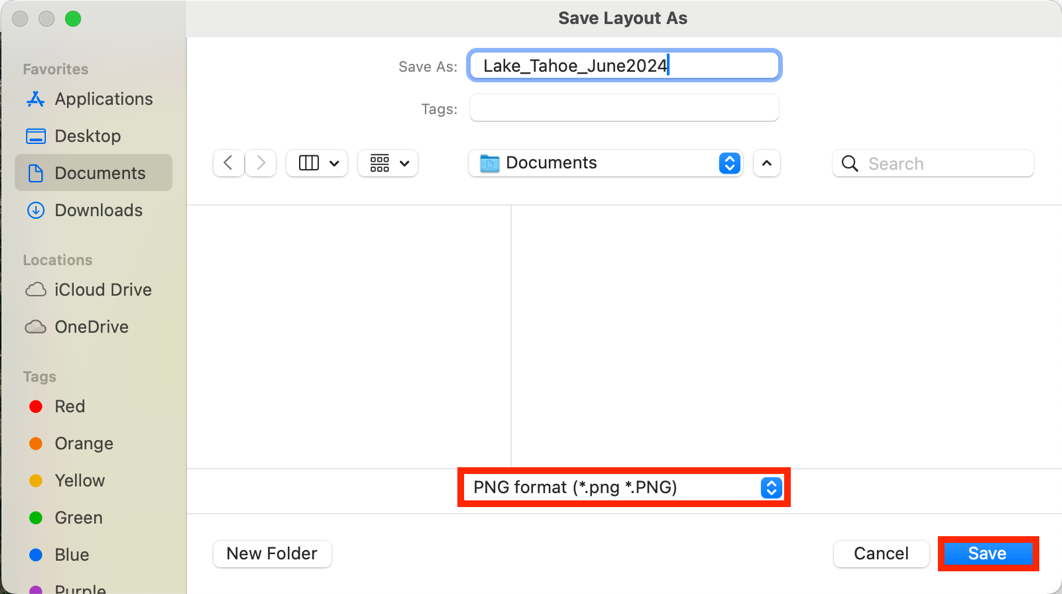 Save Layout As
Favorites
Applications
Desktop
Documents
Downloads
Locations
iCloud Drive
OneDrive
Tags
Red
Orange
Yellow
Green
Blue
Purple
Save As: Lake_Tahoe_June2024
Tags:
Documents
Search
PNG format (*.png *.PNG)
New Folder
Cancel
Save